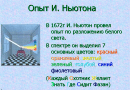 Опыт И. Ньютона
В 1672г И. Ньютон провел
опыт по разложению белого
света.
В спектре он выделил 7
основных цветов: красный
оранжевый желтый
зеленый голубой синий
фиолетовый
(Каждый Охотник Желает
Знать Где Сидит Фазан)